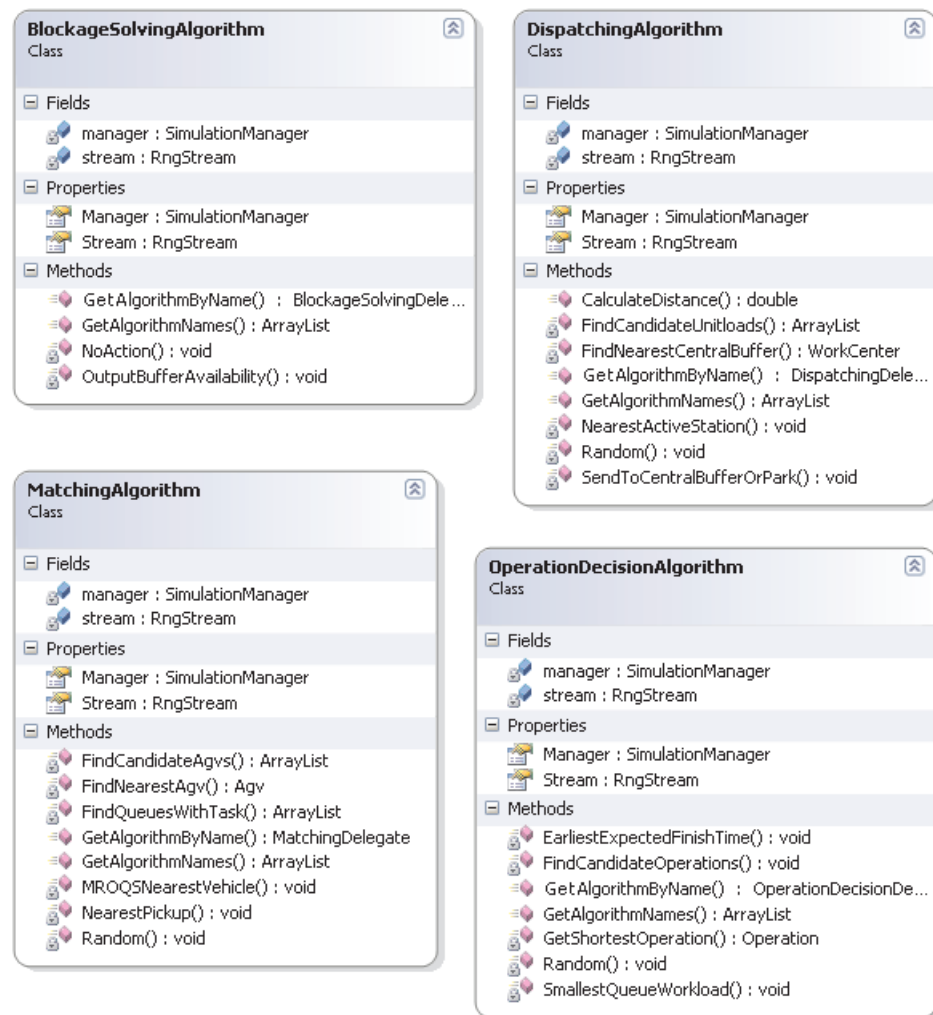 BlockageSolvingAlgorithm
Class
Fields
manager : SimulationManager
stream : RngStream
Properties
Manager : SimulationManager
Stream : RngStream
Methods
GetAlgorithmByName() : BlockageSolvingDele...
GetAlgorithmNames() : ArrayList
NoAction() : void
OutputBufferAvailability() : void
DispatchingAlgorithm
Class
Fields
manager : SimulationManager
stream : RngStream
Properties
Manager : SimulationManager
Stream : RngStream
Methods
CalculateDistance() : double
FindCandidateUnitloads() : ArrayList
FindNearestCentralBuffer() : WorkCenter
GetAlgorithmByName() : DispatchingDele...
GetAlgorithmNames() : ArrayList
NearestActiveStation() : void
Random() : void
SendToCentralBufferOrPark() : void
MatchingAlgorithm
Class
Fields
manager : SimulationManager
stream : RngStream
Properties
Manager : SimulationManager
Stream : RngStream
Methods
FindCandidateAgvs() : ArrayList
FindNearestAgv() : Agv
FindQueuesWithTask() : ArrayList
GetAlgorithmByName() : MatchingDelegate
GetAlgorithmNames() : ArrayList
MROQSNearestVehicle() : void
NearestPickup() : void
Random() : void
OperationDecisionAlgorithm
Class
Fields
manager : SimulationManager
stream : RngStream
Properties
Manager : SimulationManager
Stream : RngStream
Methods
EarliestExpectedFinishTime() : void
FindCandidateOperations() : void
GetAlgorithmByName() : OperationDecisionDe...
GetAlgorithmNames() : ArrayList
GetShortestOperation() : Operation
Random() : void
SmallestQueueWorkload() : void